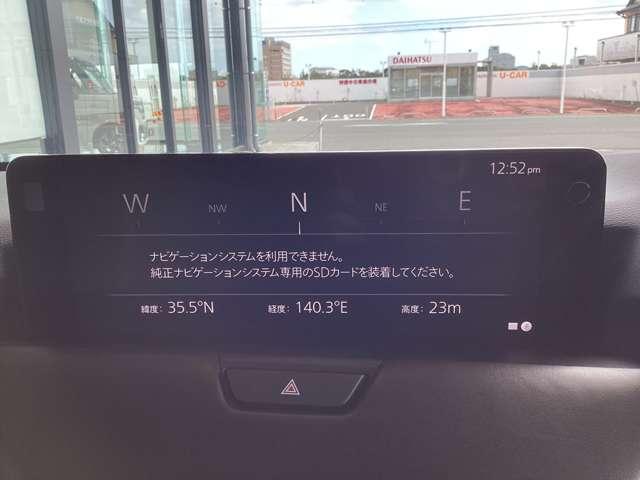 DAIHATSU
U-CAR
U-CAR
12:52pm
W NW N NE E
ナビゲーションシステムを利用できません。
純正ナビゲーションシステム専用のSDカードを装着してください。
緯度: 35.5°N 経度: 140.3°E 高度: 23m